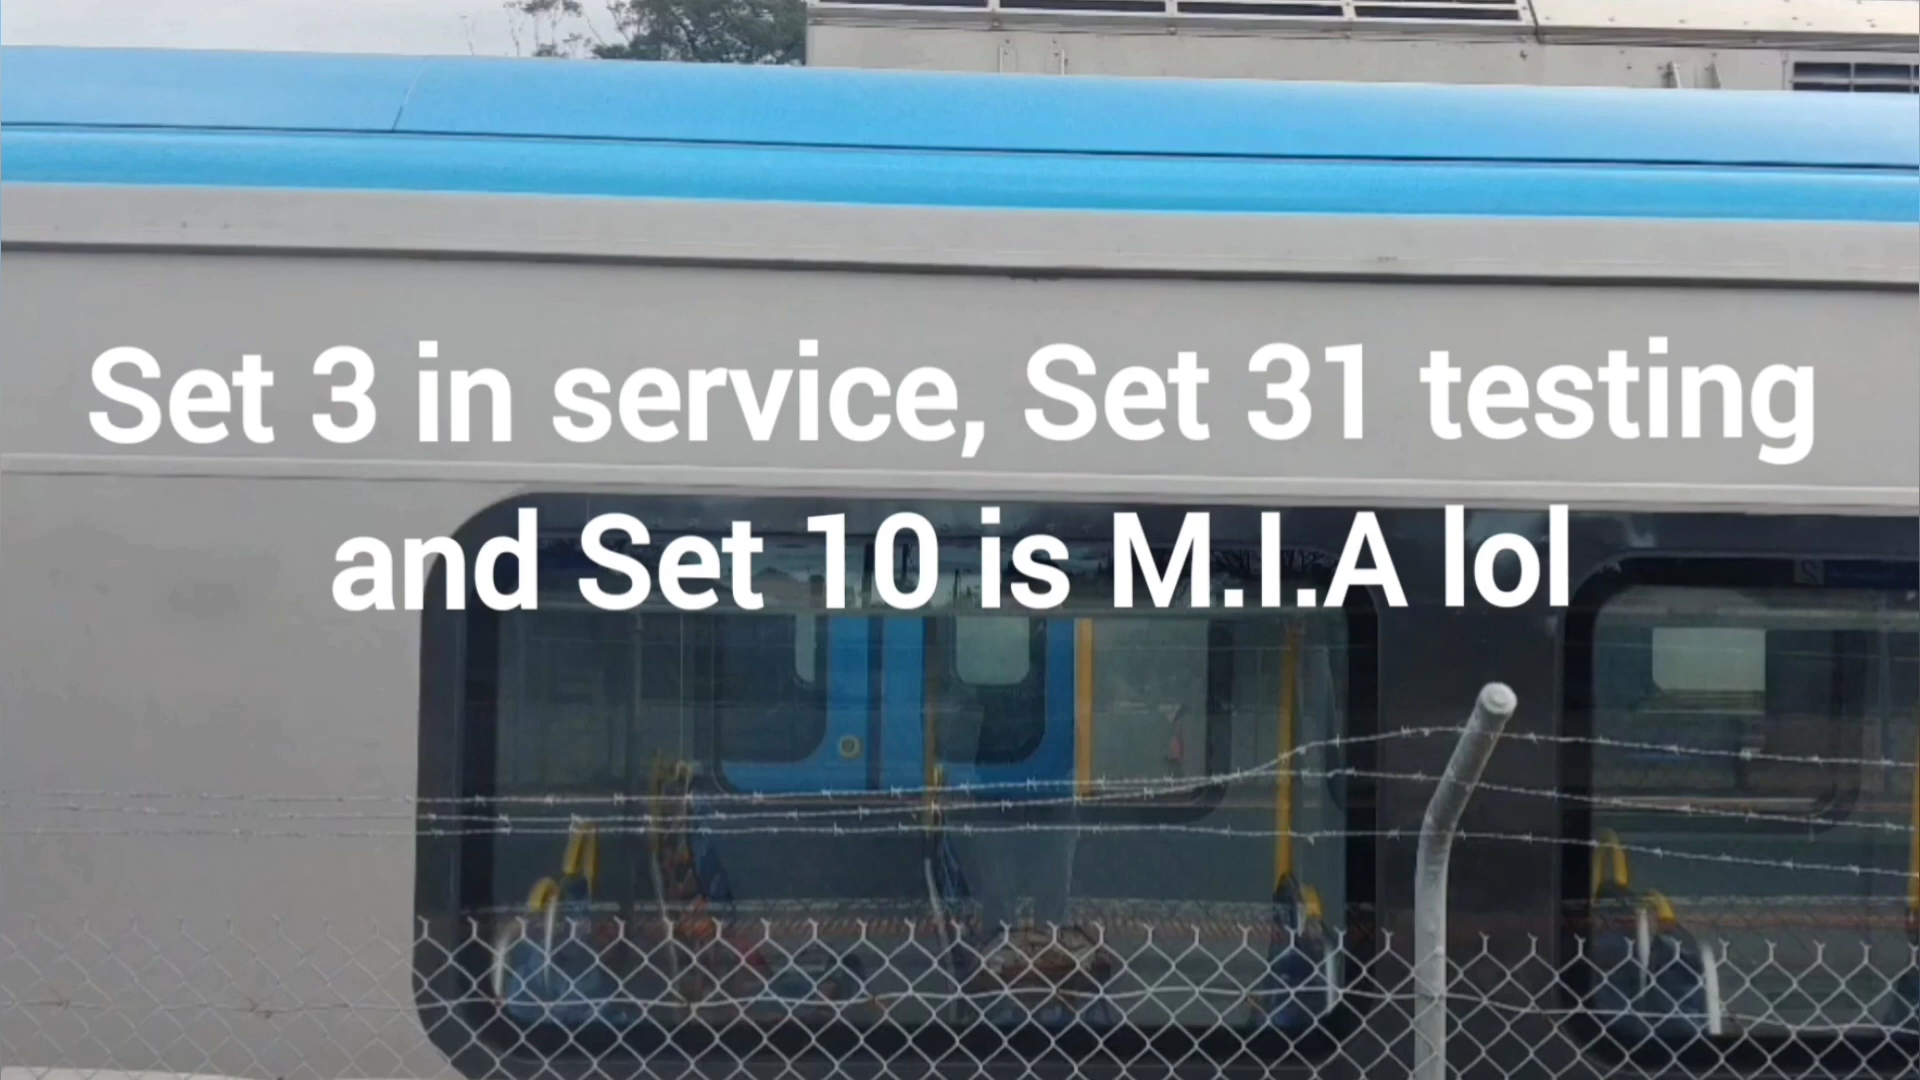 Set 3 in service, Set 31 testing
and Set 10 is M.I.A lol